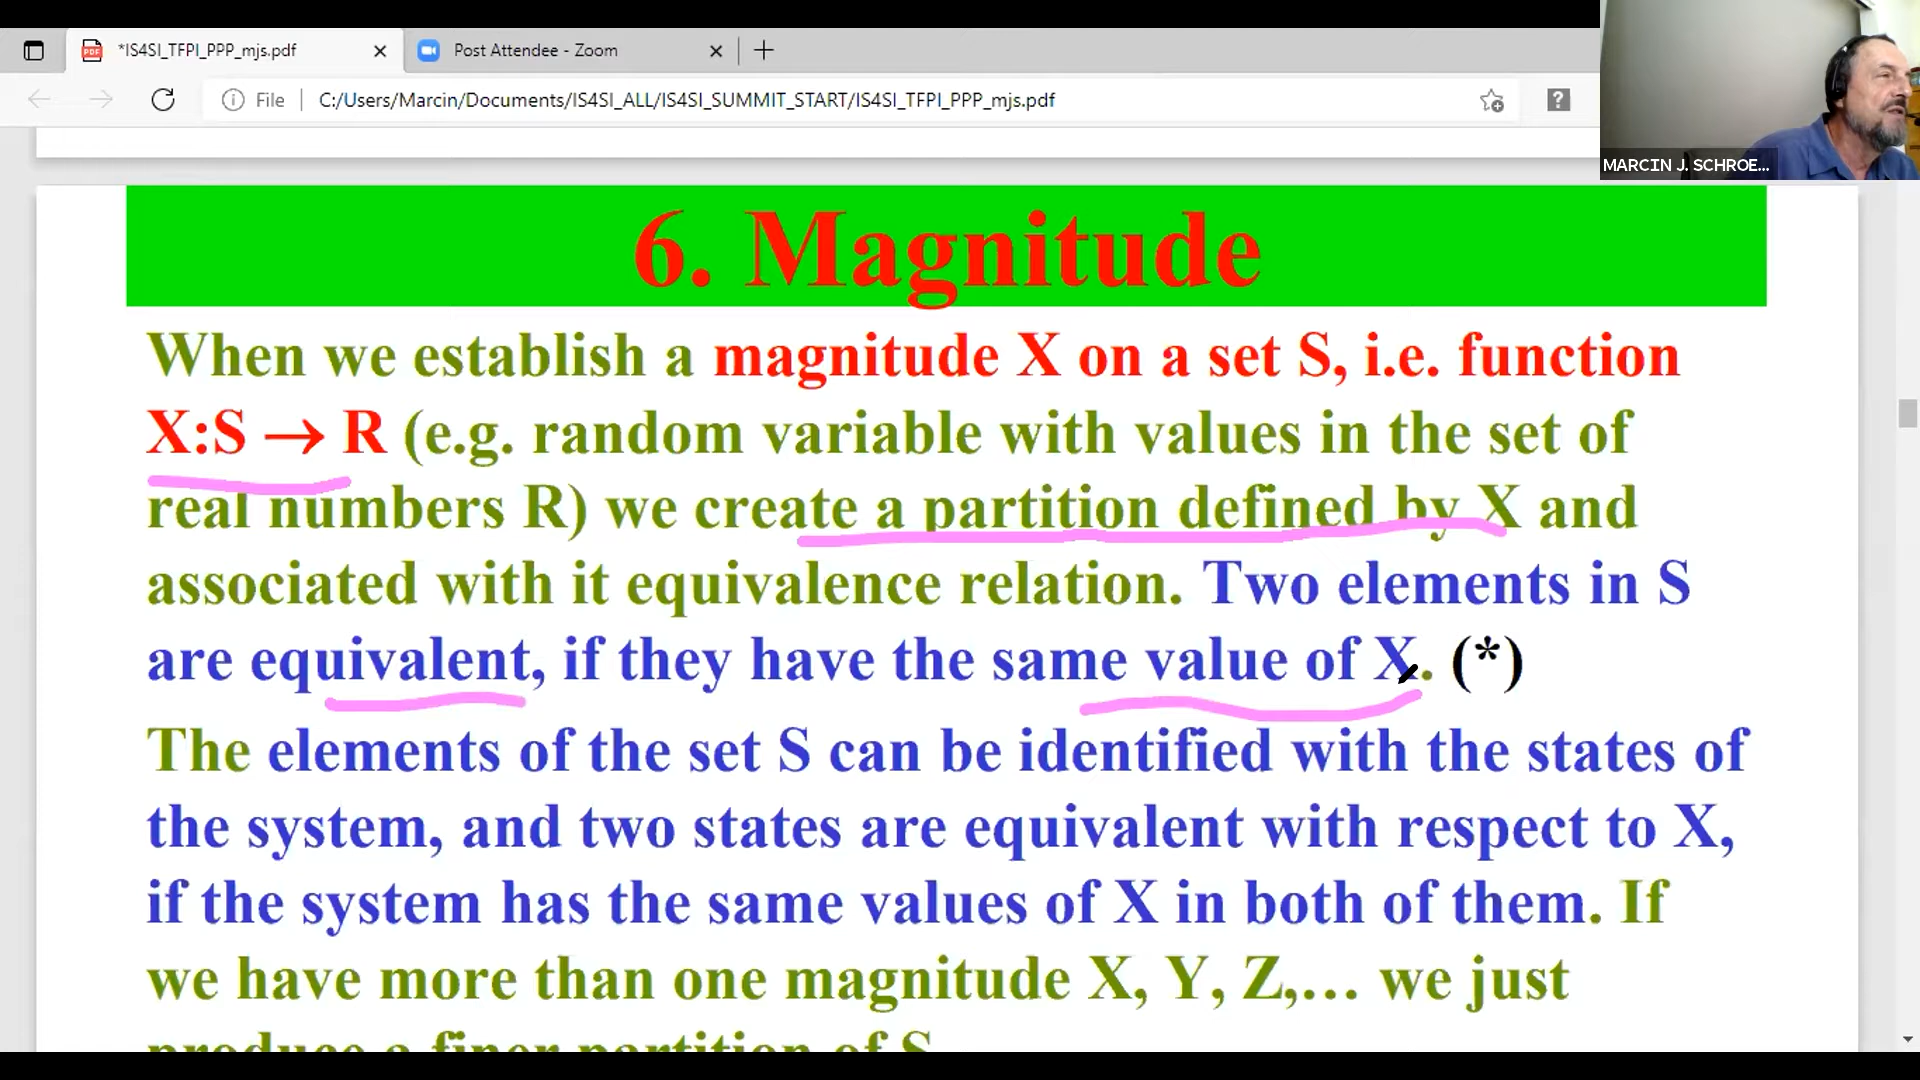 *IS4SI_TFPI_PPP_mjs.pdf
Post Attendee - Zoom
File
C:/Users/Marcin/Documents/IS4SI_ALL/IS4SI_SUMMIT_START/IS4SI_TFPI_PPP_mjs.pdf
MARCIN J. SCHROE...
6. Magnitude
When we establish a magnitude X on a set S, i.e. function
X:S → R (e.g. random variable with values in the set of
real numbers R) we create a partition defined by X and
associated with it equivalence relation. Two elements in S
are equivalent, if they have the same value of X. (*)
The elements of the set S can be identified with the states of
the system, and two states are equivalent with respect to X,
if the system has the same values of X in both of them. If
we have more than one magnitude X, Y, Z,… we just
produce a finer partition of S